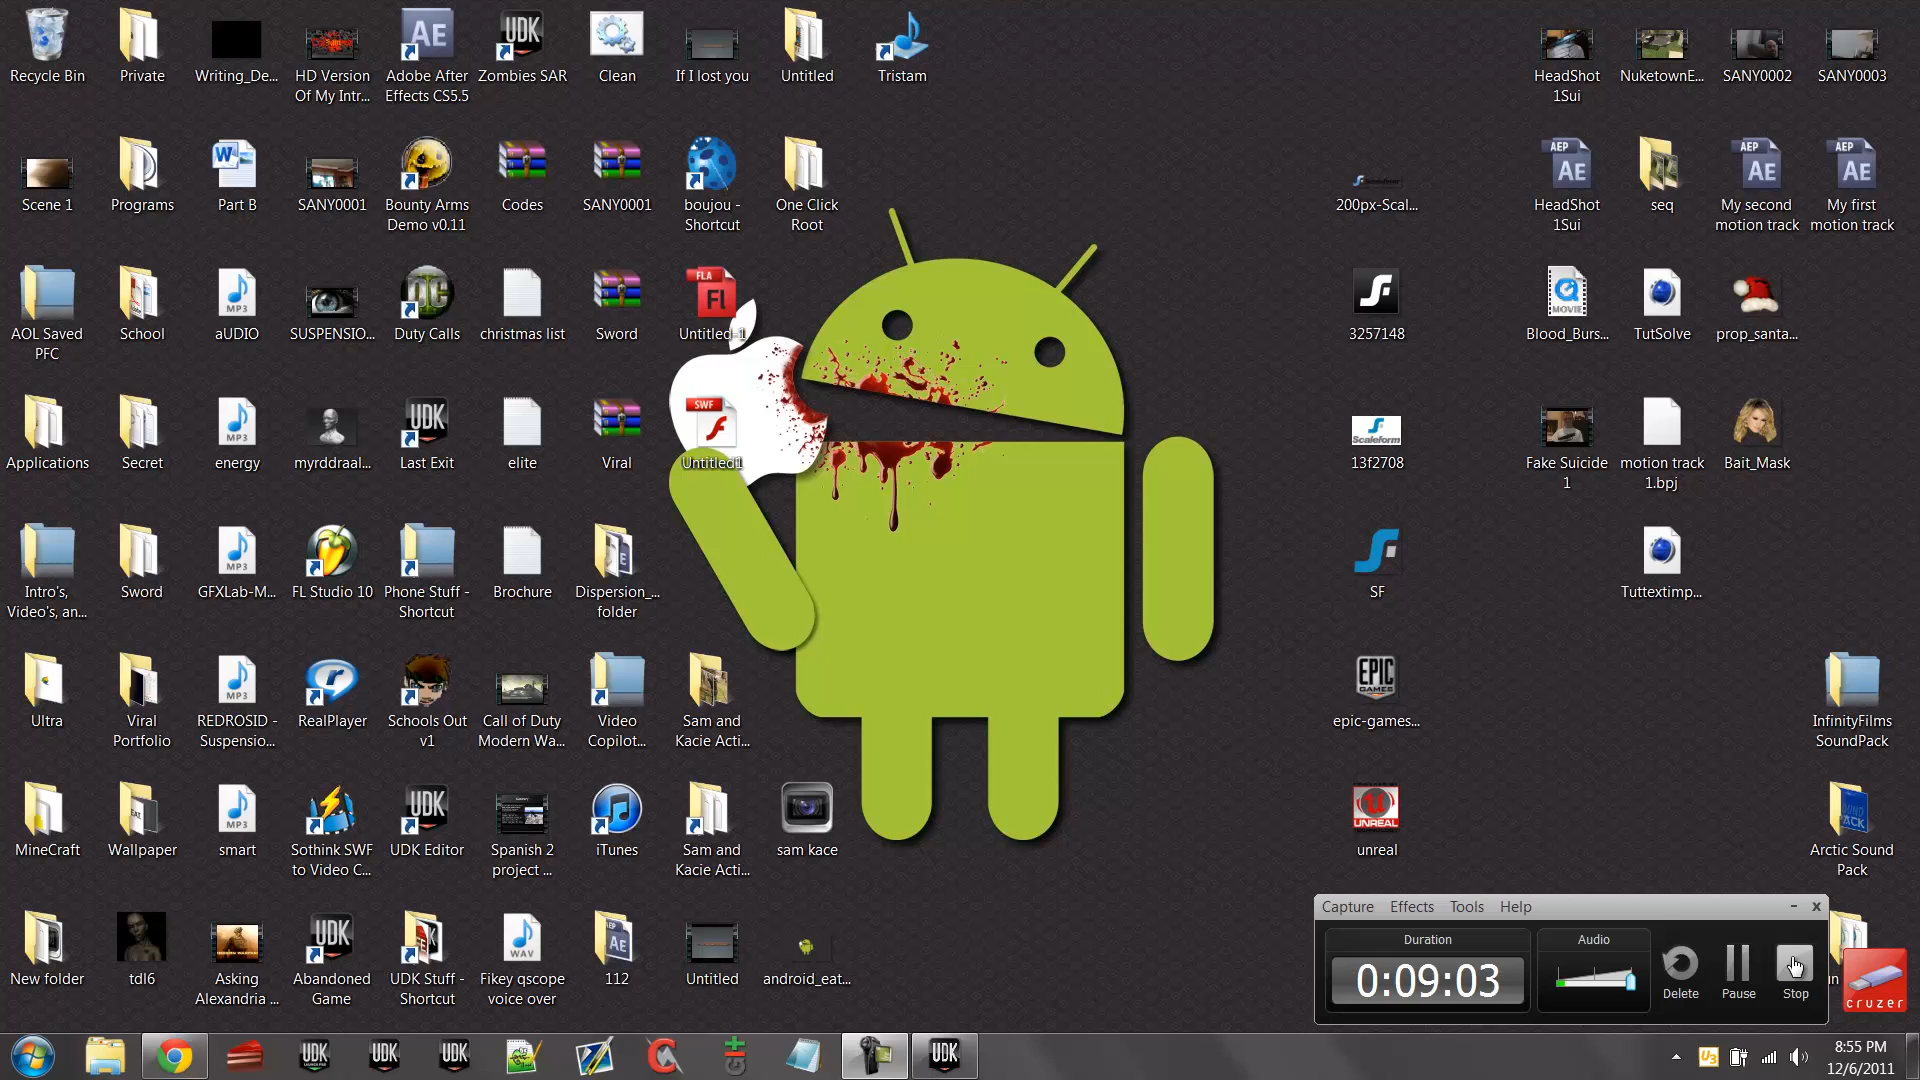 Recycle Bin
Private
Writing_De...
HD Version
Of My Intr...
Adobe After
Effects CS5.5
Zombies SAR
Clean
If I lost you
Untitled
Tristam
HeadShot
1Sui
NuketownE...
SANY0002
SANY0003
Scene 1
Programs
Part B
SANY0001
Bounty Arms
Demo v0.11
Codes
SANY0001
boujou -
Shortcut
One Click
Root
200px-Scal...
HeadShot
1Sui
seq
My second
motion track
My first
motion track
AOL Saved
PFC
School
aUDIO
SUSPENSIO...
Duty Calls
christmas list
Sword
Untitled-1
3257148
Blood_Burs...
TutSolve
prop_santa...
Applications
Secret
energy
myrddraal...
Last Exit
elite
Viral
Untitled1
13f2708
Fake Suicide
1
motion track
1.bpj
Bait_Mask
Intro's,
Video's, an...
Sword
GFXLab-M...
FL Studio 10
Phone Stuff -
Shortcut
Brochure
Dispersion_...
folder
SF
Tuttextimp...
Ultra
Viral
Portfolio
REDROSID -
Suspensio...
RealPlayer
Schools Out
v1
Call of Duty
Modern Wa...
Video
Copilot...
Sam and
Kacie Acti...
epic-games...
InfinityFilms
SoundPack
MineCraft
Wallpaper
smart
Sothink SWF
to Video C...
UDK Editor
Spanish 2
project ...
iTunes
Sam and
Kacie Acti...
sam kace
unreal
Arctic Sound
Pack
New folder
tdl6
Asking
Alexandria ...
Abandoned
Game
UDK Stuff -
Shortcut
Fikey qscope
voice over
112
Untitled
android_eat...
Capture Effects Tools Help
Duration
Audio
0:09:03
Delete
Pause
Stop
cruzer
8:55 PM
12/6/2011